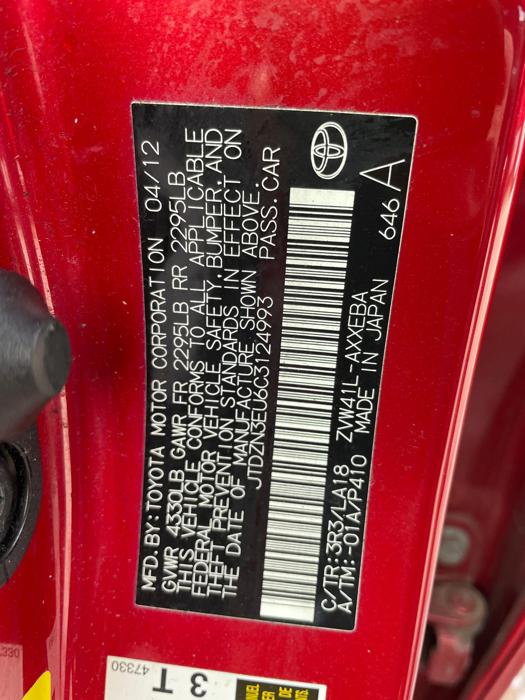 MFD. BY: TOYOTA MOTOR CORPORATION 04/12
GVWR 4330LB GAWR FR 2295LB RR 2295LB
THIS VEHICLE CONFORMS TO ALL APPLICABLE
FEDERAL MOTOR VEHICLE SAFETY, BUMPER, AND
THEFT PREVENTION STANDARDS IN EFFECT ON
THE DATE OF MANUFACTURE SHOWN ABOVE.
JTDZN3EU6C3124993 PASS. CAR
C/TR: 3R3/LA18 ZVW41L-AXXEBA
A/TM: -01A/P410 MADE IN JAPAN
646 A
47330
3 T